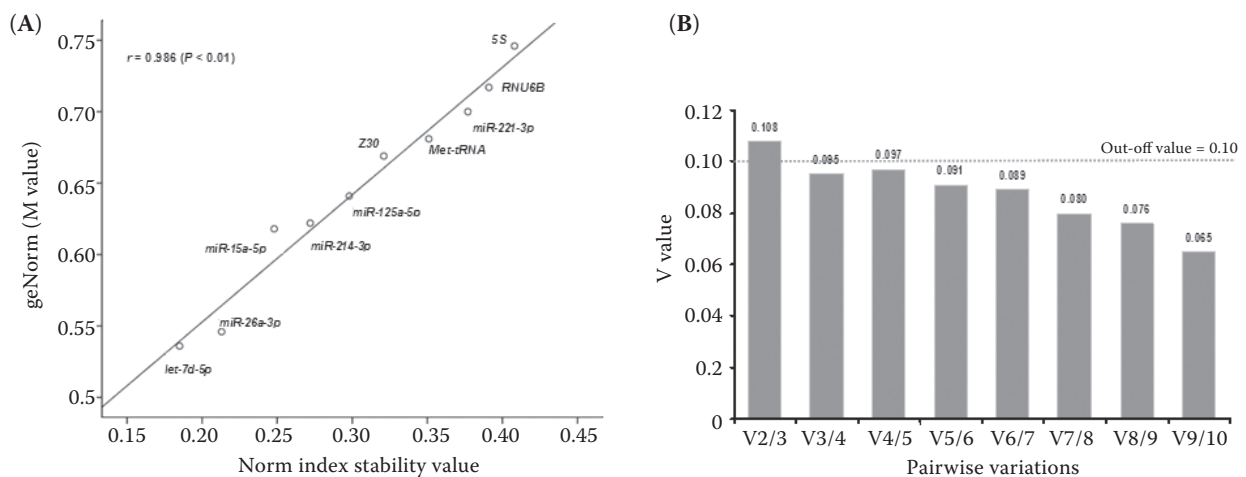 (A)
0.75
0.70
0.65
0.60
0.55
0.5
geNorm (M value)
r = 0.986 (P < 0.01)
5S
RNU6B
miR-221-3p
Z30
Met-tRNA
miR-125a-5p
miR-15a-5p
miR-214-3p
miR-26a-3p
let-7d-5p
0.15 0.20 0.25 0.30 0.35 0.40 0.45
Norm index stability value
(B)
0.12
0.10
0.08
0.06
0.04
0.02
0
V value
0.108
0.095
0.097
0.091
0.089
0.080
0.076
0.065
Out-off value = 0.10
V2/3 V3/4 V4/5 V5/6 V6/7 V7/8 V8/9 V9/10
Pairwise variations